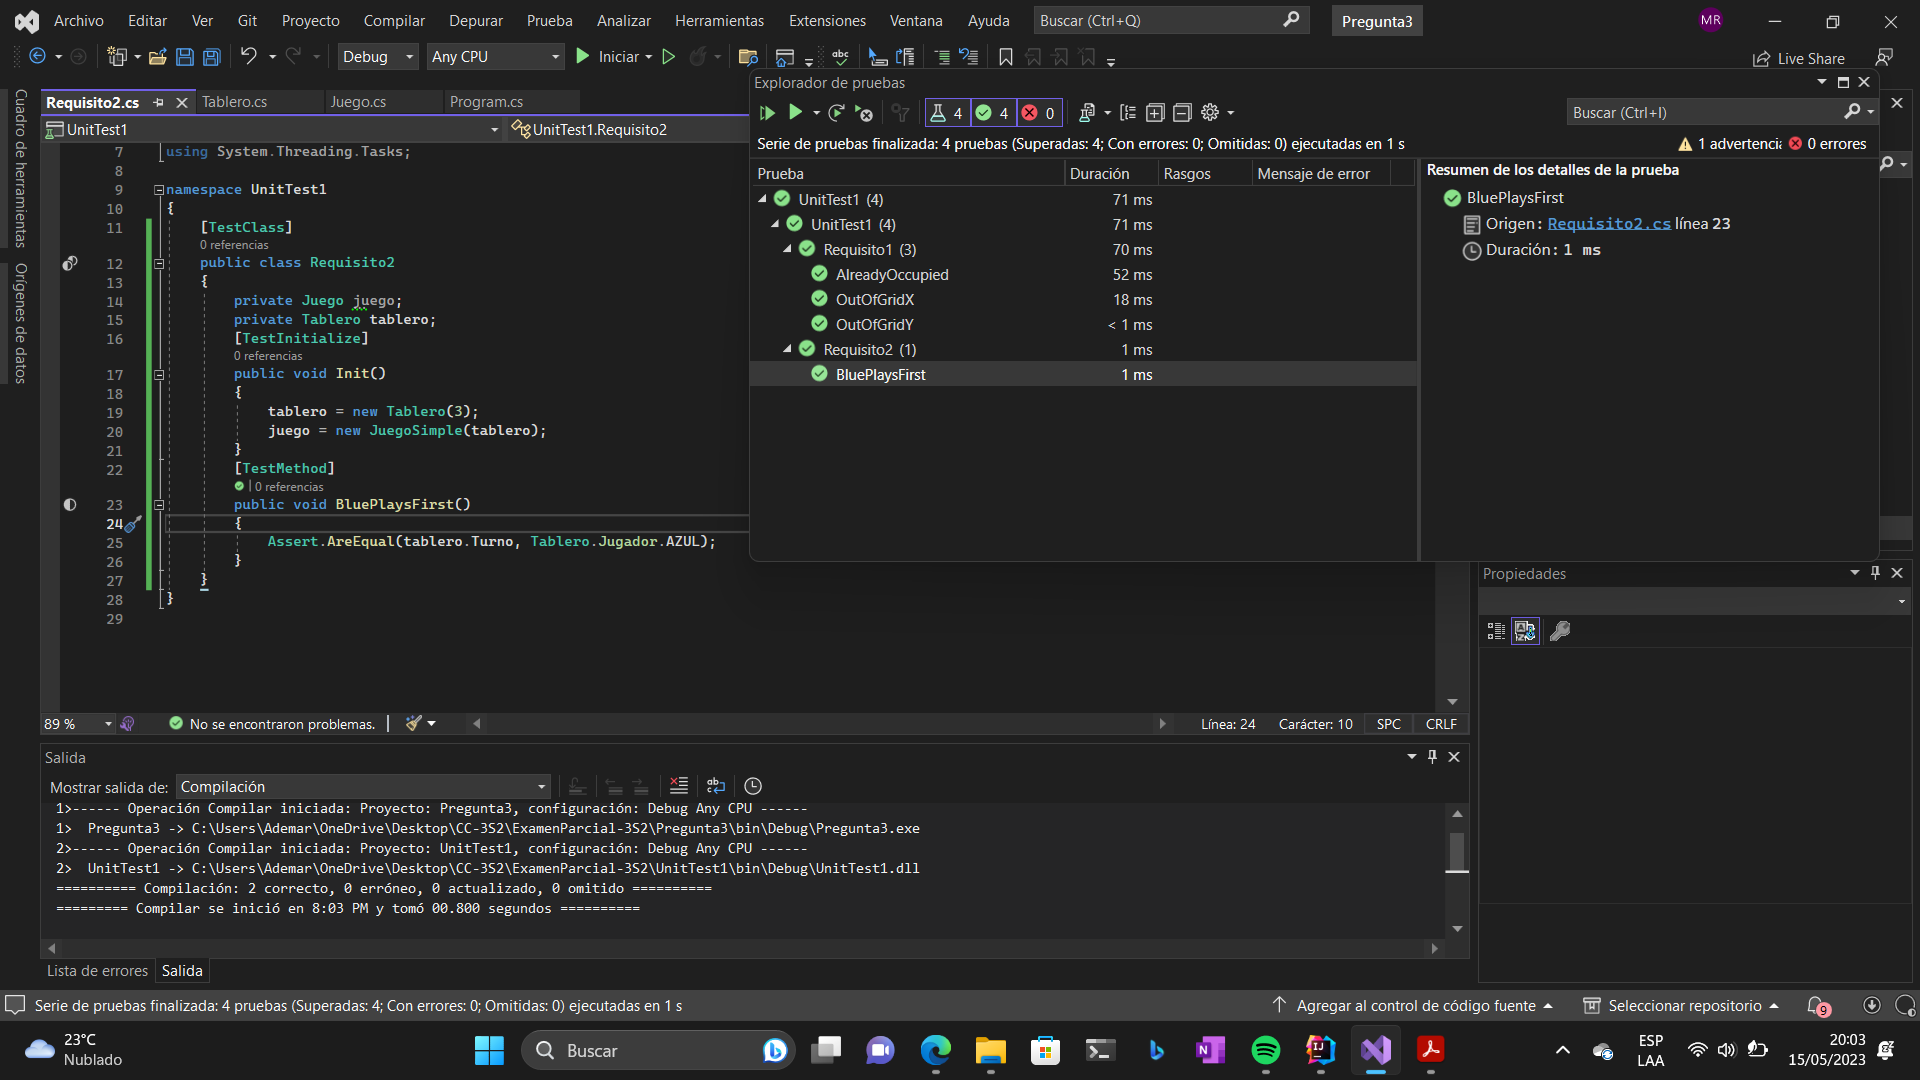 Archivo Editar Ver Git Proyecto Compilar Depurar Prueba Analizar Herramientas Extensiones Ventana Ayuda Buscar (Ctrl+Q) Pregunta3 MR
Debug Any CPU Iniciar Live Share
Cuadro de herramientas
Orígenes de datos
Requisito2.cs Tablero.cs Juego.cs Program.cs
UnitTest1 UnitTest1.Requisito2
7 using System.Threading.Tasks;
8
9 namespace UnitTest1
10 {
11 [TestClass]
0 referencias
12 public class Requisito2
13 {
14 private Juego juego;
15 private Tablero tablero;
16 [TestInitialize]
0 referencias
17 public void Init()
18 {
19 tablero = new Tablero(3);
20 juego = new JuegoSimple(tablero);
21 }
22 [TestMethod]
| 0 referencias
23 public void BluePlaysFirst()
24 {
25 Assert.AreEqual(tablero.Turno, Tablero.Jugador.AZUL);
26 }
27 }
28 }
29
89 % No se encontraron problemas. Línea: 24 Carácter: 10 SPC CRLF
Explorador de pruebas
4 4 0 Buscar (Ctrl+I)
Serie de pruebas finalizada: 4 pruebas (Superadas: 4; Con errores: 0; Omitidas: 0) ejecutadas en 1 s 1 advertencia 0 errores
Prueba Duración Rasgos Mensaje de error
UnitTest1 (4) 71 ms
UnitTest1 (4) 71 ms
Requisito1 (3) 70 ms
AlreadyOccupied 52 ms
OutOfGridX 18 ms
OutOfGridY < 1 ms
Requisito2 (1) 1 ms
BluePlaysFirst 1 ms
Resumen de los detalles de la prueba
BluePlaysFirst
Origen: Requisito2.cs línea 23
Duración: 1 ms
Propiedades
Salida
Mostrar salida de: Compilación
1>------ Operación Compilar iniciada: Proyecto: Pregunta3, configuración: Debug Any CPU ------
1>  Pregunta3 -> C:\Users\Ademar\OneDrive\Desktop\CC-3S2\ExamenParcial-3S2\Pregunta3\bin\Debug\Pregunta3.exe
2>------ Operación Compilar iniciada: Proyecto: UnitTest1, configuración: Debug Any CPU ------
2>  UnitTest1 -> C:\Users\Ademar\OneDrive\Desktop\CC-3S2\ExamenParcial-3S2\UnitTest1\bin\Debug\UnitTest1.dll
========== Compilación: 2 correcto, 0 erróneo, 0 actualizado, 0 omitido ==========
========= Compilar se inició en 8:03 PM y tomó 00.800 segundos ==========
Lista de errores Salida
Serie de pruebas finalizada: 4 pruebas (Superadas: 4; Con errores: 0; Omitidas: 0) ejecutadas en 1 s Agregar al control de código fuente Seleccionar repositorio 9
23°C
Nublado
Buscar
ESP
LAA
20:03
15/05/2023